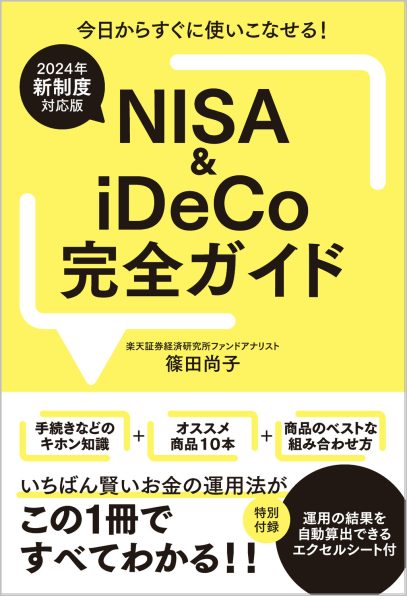 今日からすぐに使いこなせる!
2024年
新制度
対応版
NISA
&
iDeCo
完全ガイド
楽天証券経済研究所ファンドアナリスト
篠田尚子
手続きなどの
キホン知識
+
オススメ
商品10本
+
商品のベストな
組み合わせ方
いちばん賢いお金の運用法が
この1冊で
すべてわかる!!
特別
付録
運用の結果を
自動算出できる
エクセルシート付